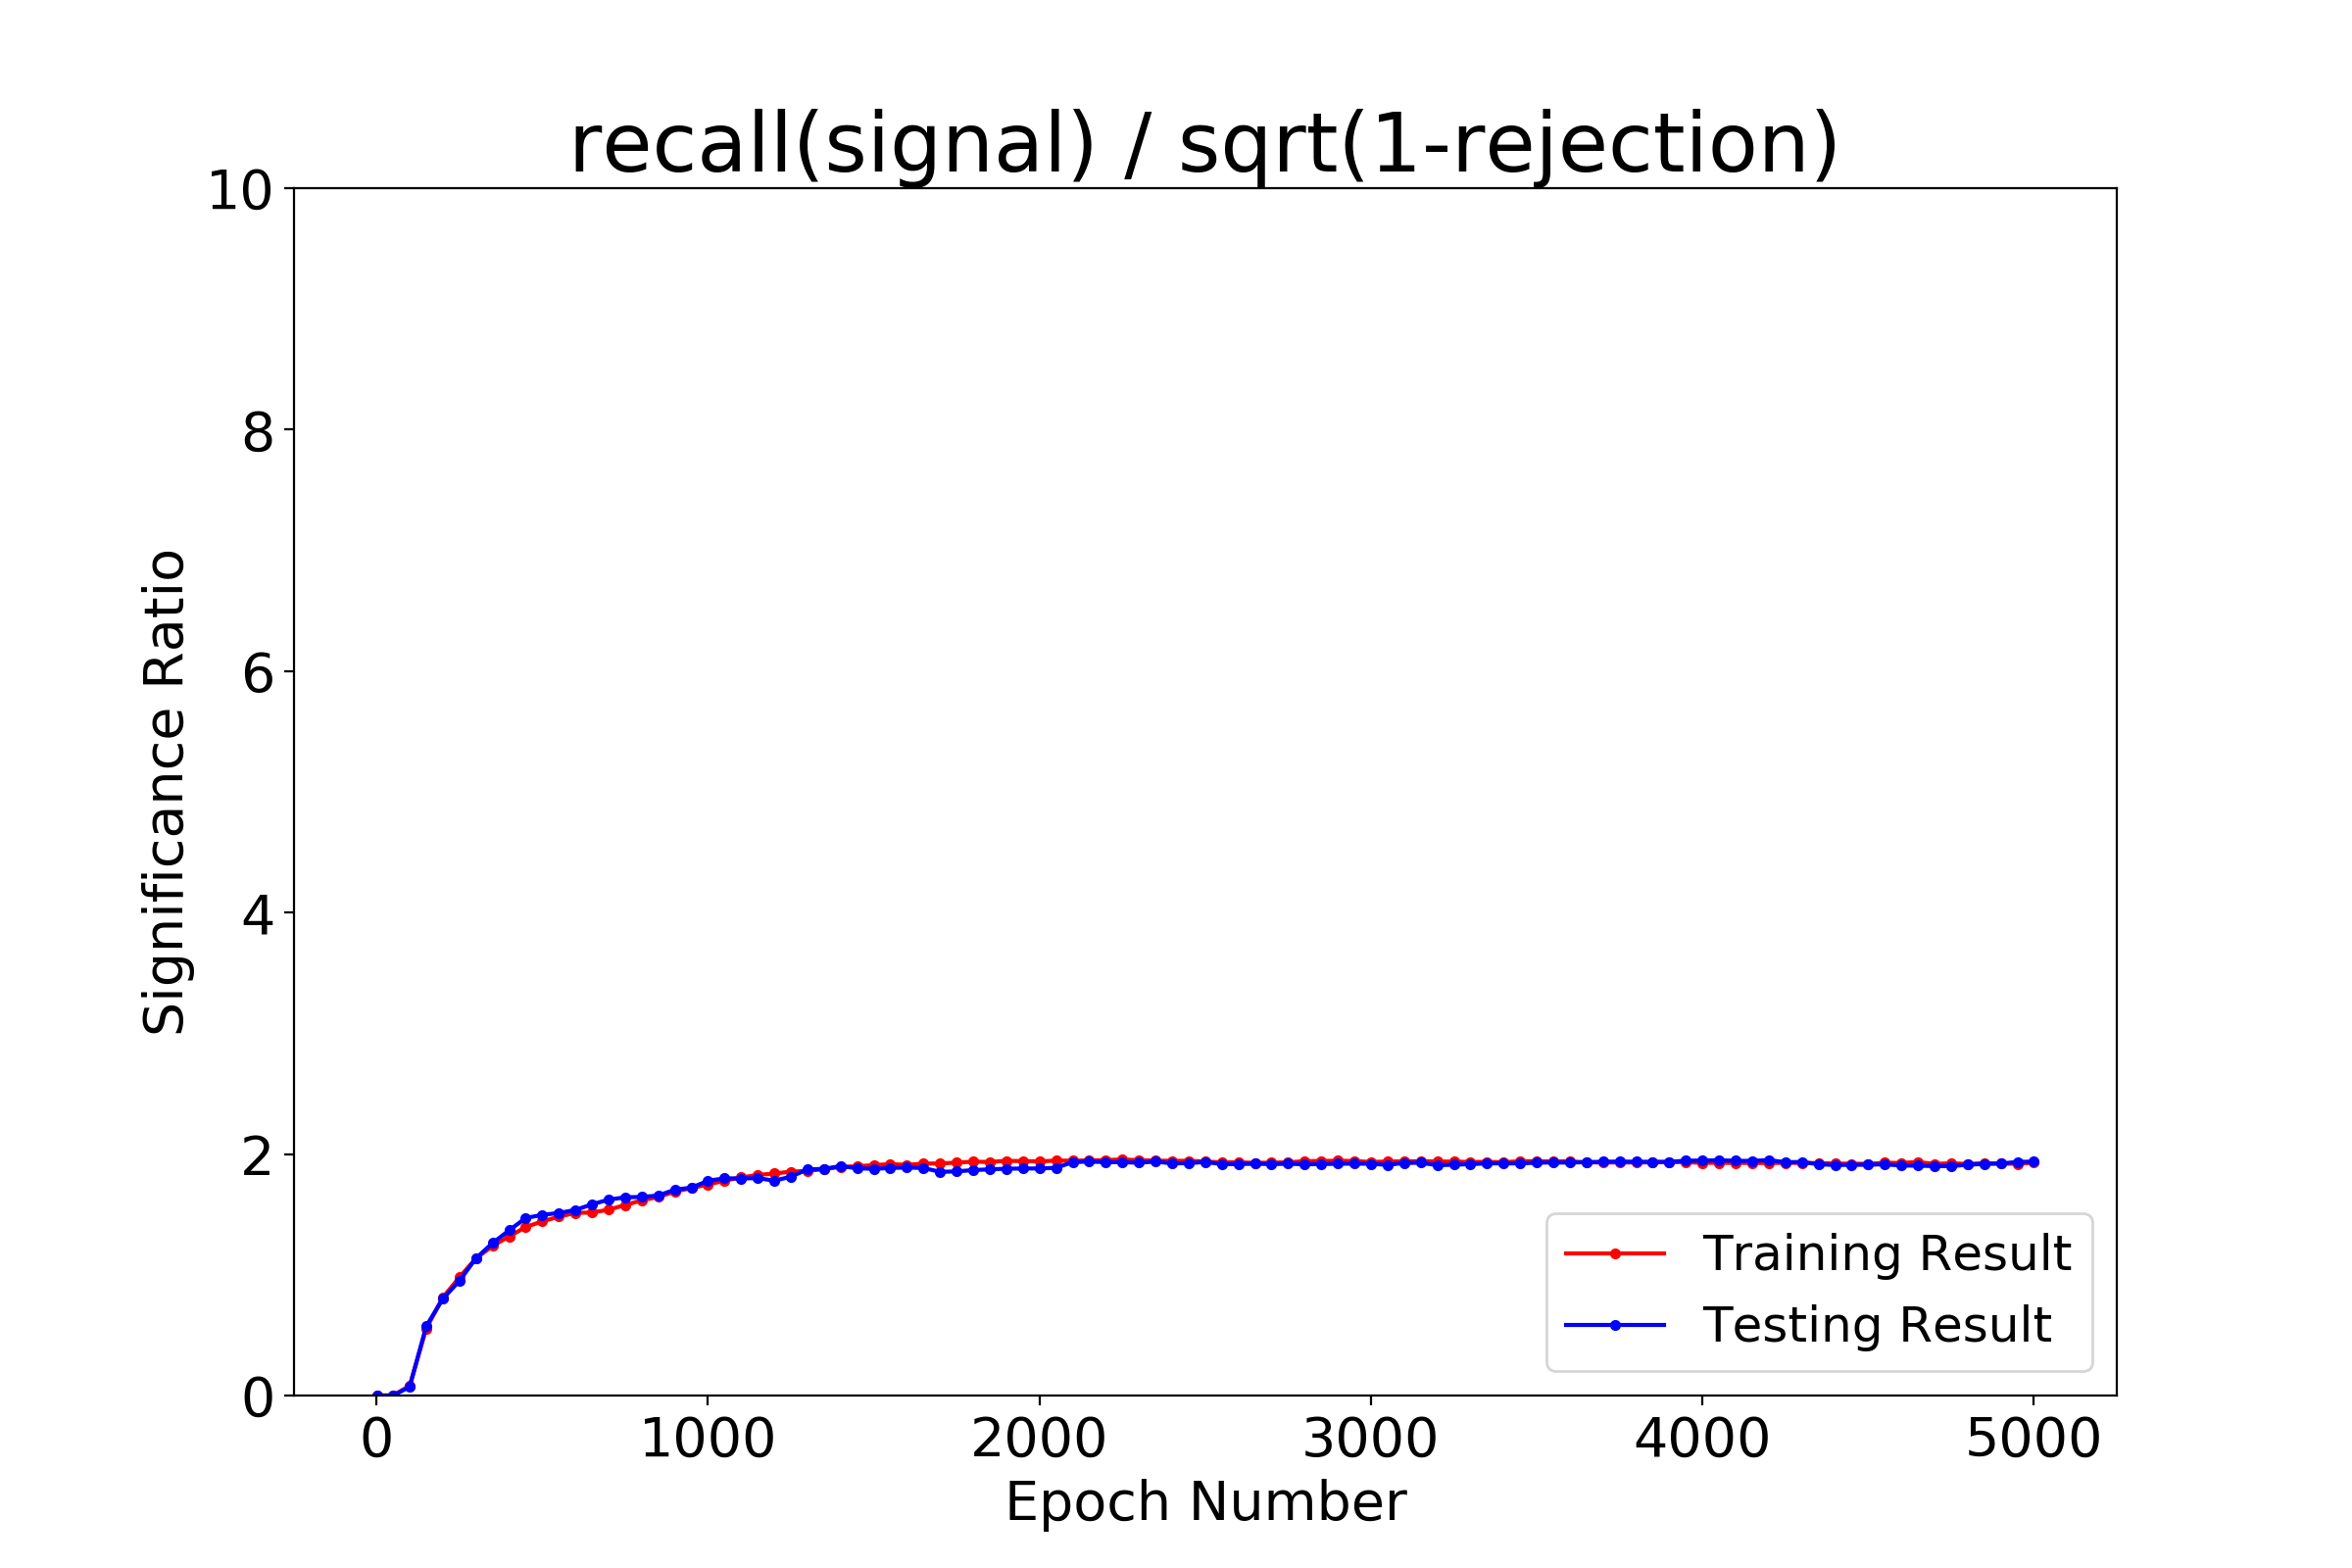 recall(signal) / sqrt(1-rejection)
10
8
6
4
2
0
Significance Ratio
0 1000 2000 3000 4000 5000
Epoch Number
Training Result
Testing Result